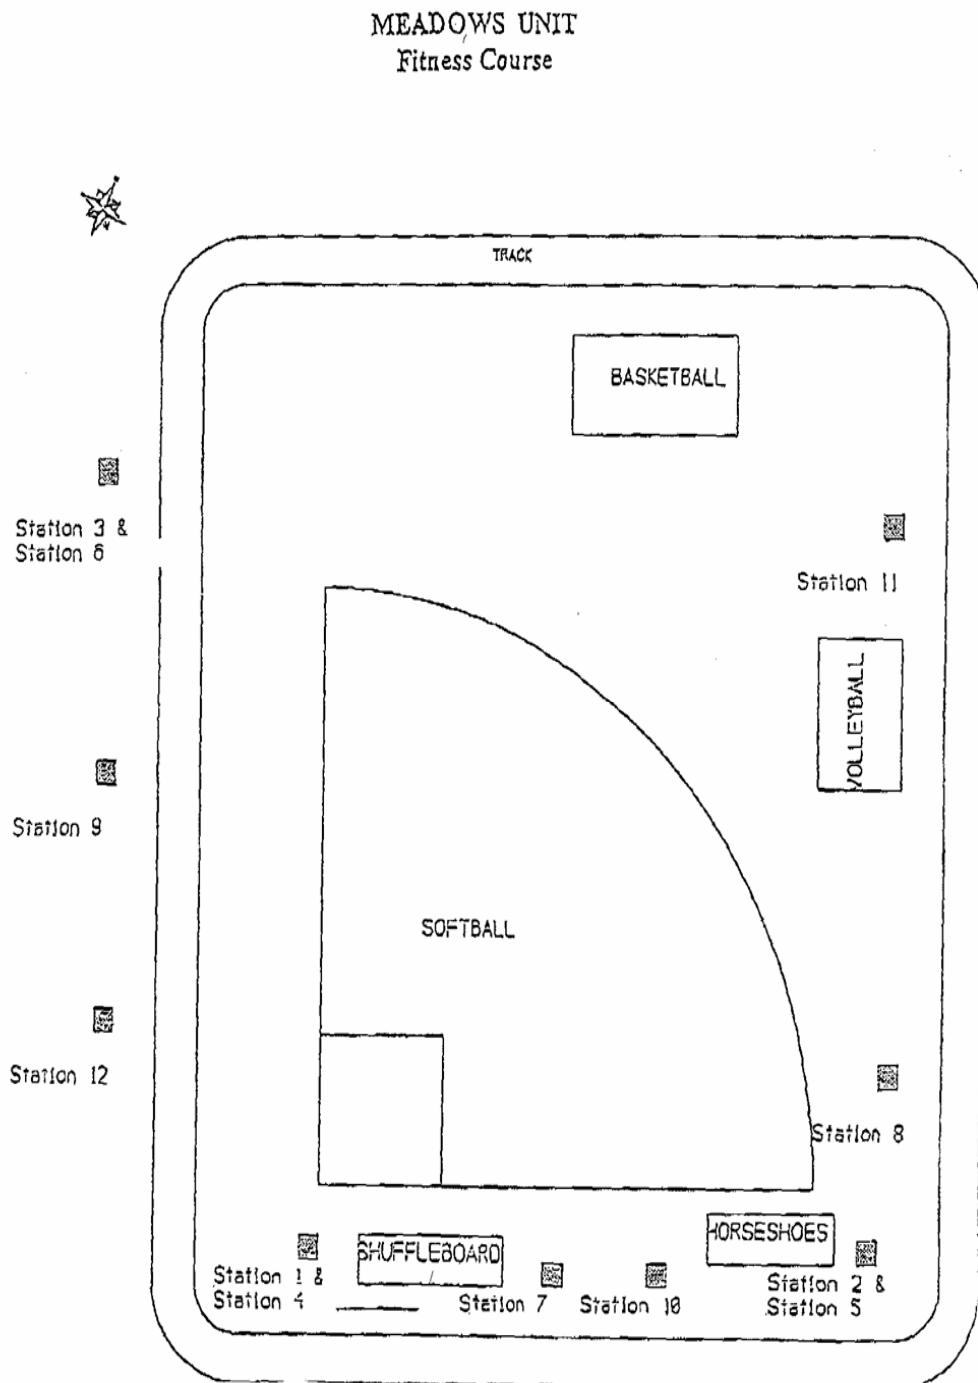 MEADOWS UNIT
Fitness Course
TRACK
BASKETBALL
Station 3 &
Station 6
Station 11
VOLLEYBALL
Station 9
SOFTBALL
Station 12
Station 8
HORSESHOES
SHUFFLEBOARD
Station 1 &
Station 4
Station 7
Station 10
Station 2 &
Station 5